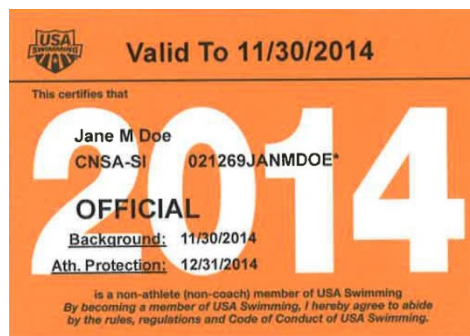 USA
SWIMMING
Valid To 11/30/2014
This certifies that
2014
Jane M Doe
CNSA-SI 021269JANMDOE*
OFFICIAL
Background: 11/30/2014
Ath. Protection: 12/31/2014
is a non-athlete (non-coach) member of USA Swimming
By becoming a member of USA Swimming, I hereby agree to abide
by the rules, regulations and Code of Conduct of USA Swimming.